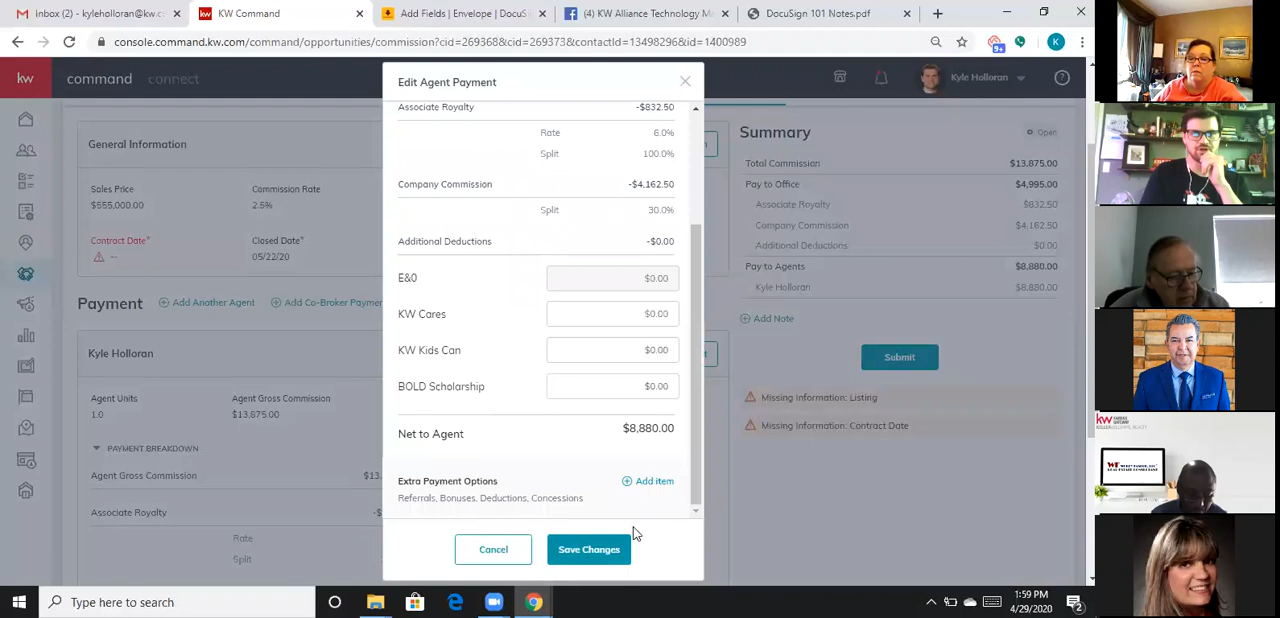 Inbox (6) - kyleholloran@kw.c
KW Command
Add Fields | Envelope | DocuS
(4) KW Alliance Technology M
DocuSign 101 Notes.pdf
console.command.kw.com/command/opportunities/commission?cid=269368&cid=269373&contactId=13498296&id=1400989
9+
K
kw
command
connect
Kyle Holloran
General Information
Sales Price
Commission Rate
$555,000.00
2.5%
Contract Date*
Closed Date*
--
05/22/20
Payment
Add Another Agent
Add Co-Broker Paymen
Kyle Holloran
Agent Units
Agent Gross Commission
1.0
$13,875.00
PAYMENT BREAKDOWN
Agent Gross Commission
$13,
Associate Royalty
-$
Rate
Split
Edit Agent Payment
Associate Royalty
-$832.50
Rate
6.0%
Split
100.0%
Company Commission
-$4,162.50
Split
30.0%
Additional Deductions
-$0.00
E&0
$0.00
KW Cares
$0.00
KW Kids Can
$0.00
BOLD Scholarship
$0.00
Net to Agent
$8,880.00
Extra Payment Options
Add item
Referrals, Bonuses, Deductions, Concessions
Cancel
Save Changes
n
t
Summary
Open
Total Commission
$13,875.00
Pay to Office
$4,995.00
Associate Royalty
$832.50
Company Commission
$4,162.50
Additional Deductions
$0.00
Pay to Agents
$8,880.00
Kyle Holloran
$8,880.00
Add Note
Submit
Missing Information: Listing
Missing Information: Contract Date
kw
KELLERWILLIAMS REALTY
Type here to search
1:59 PM
4/29/2020
2